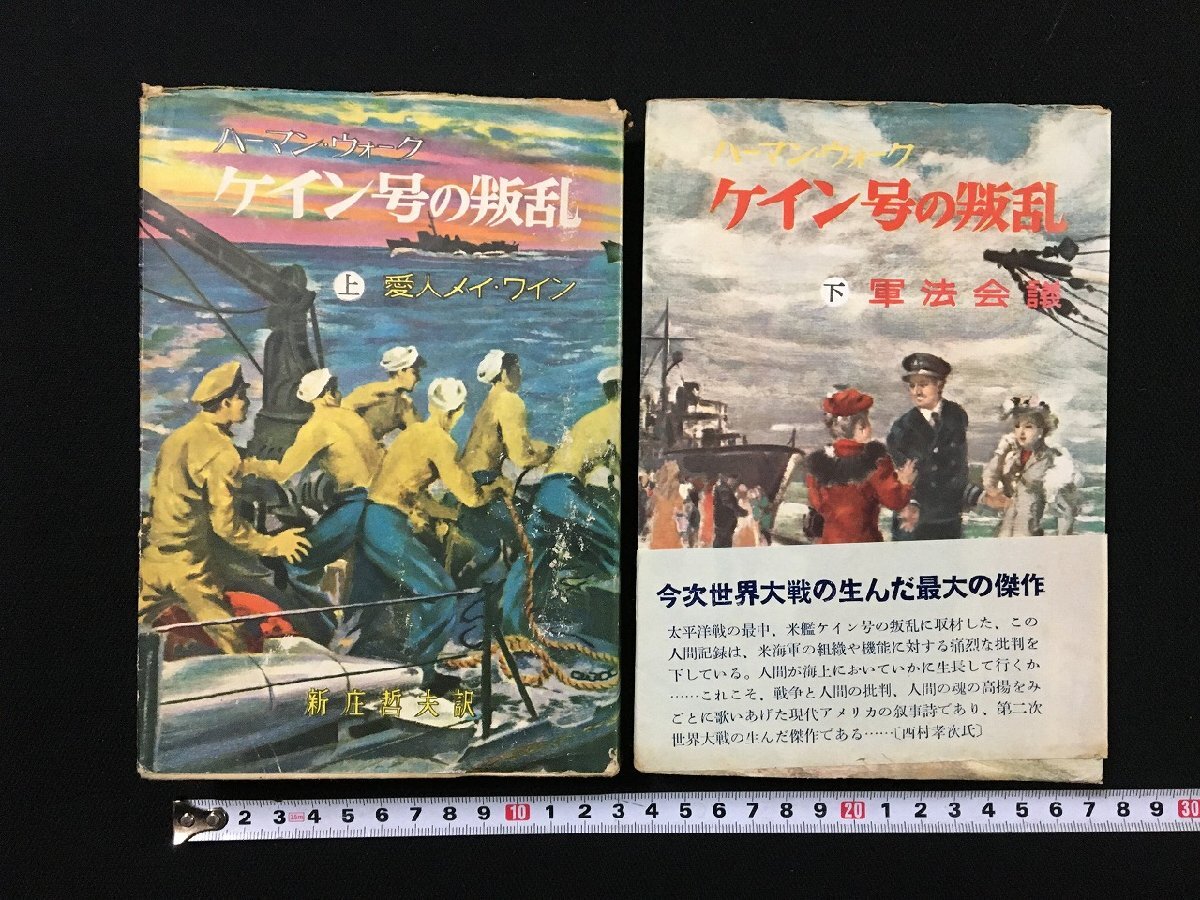 ハーマン・ウォーク
ケイン号の叛乱
上 愛人メイ・ワイン
新庄哲夫訳
ハーマン・ウォーク
ケイン号の叛乱
下 軍法会議
今次世界大戦の生んだ最大の傑作
太平洋戦の最中、米艦ケイン号の叛乱に取材した、この
人間記録は、米海軍の組織や機能に対する痛烈な批判を
下している。人間が海上においていかに生長して行くか
……これこそ、戦争と人間の批判、人間の魂の高揚をみ
ごとに歌いあげた現代アメリカの叙事詩であり、第二次
世界大戦の生んだ傑作である……〔西村孝次氏〕
2 3 4 5 6 7 8 9 10 1 2 3 4 5 6 7 8 9 20 1 2 3 4 5 6 7 8 9 30